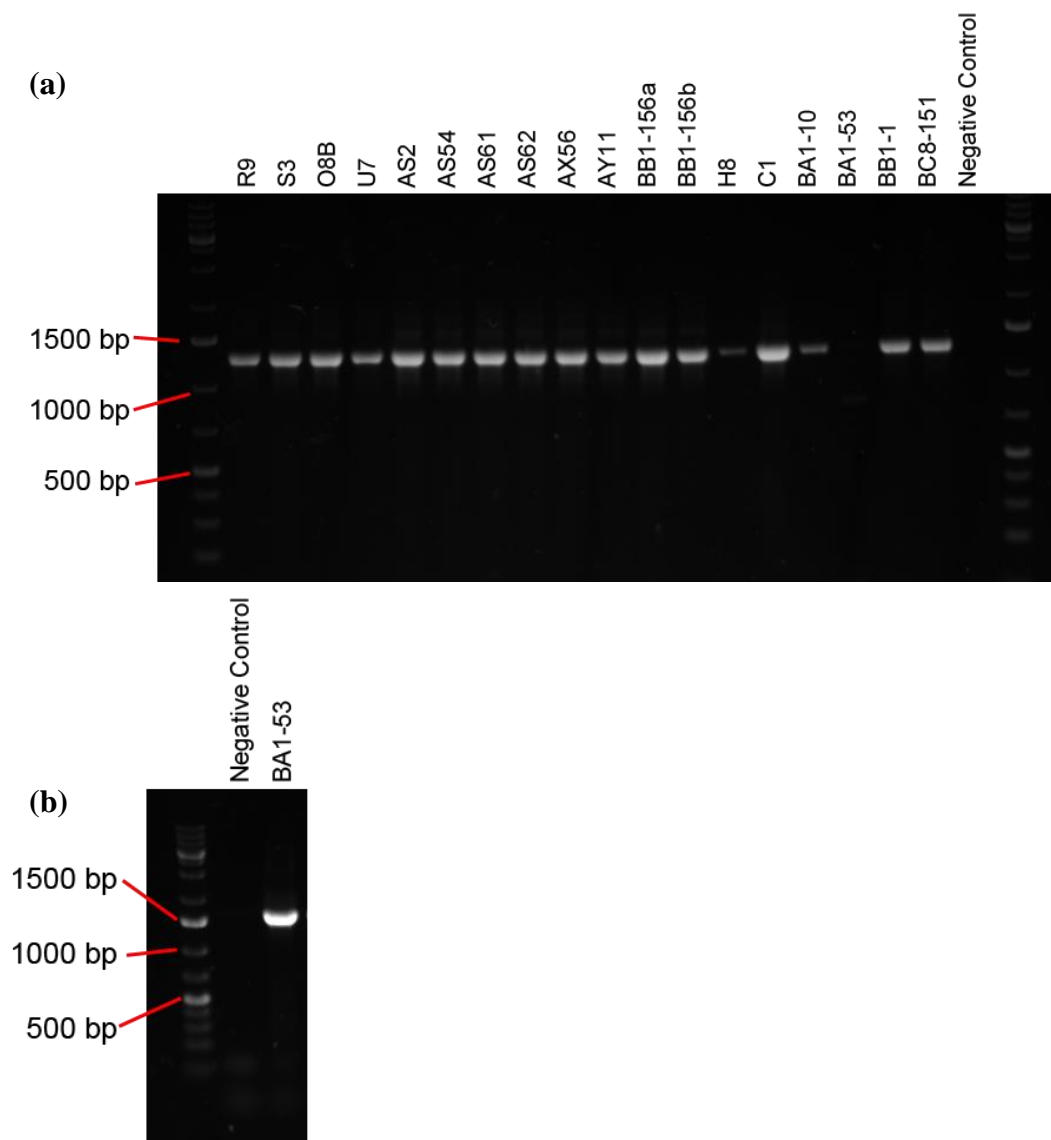 (a)
R9
S3
O8B
U7
AS2
AS54
AS61
AS62
AX56
AY11
BB1-156a
BB1-156b
H8
C1
BA1-10
BA1-53
BB1-1
BC8-151
Negative Control
1500 bp
1000 bp
500 bp
(b)
Negative Control
BA1-53
1500 bp
1000 bp
500 bp